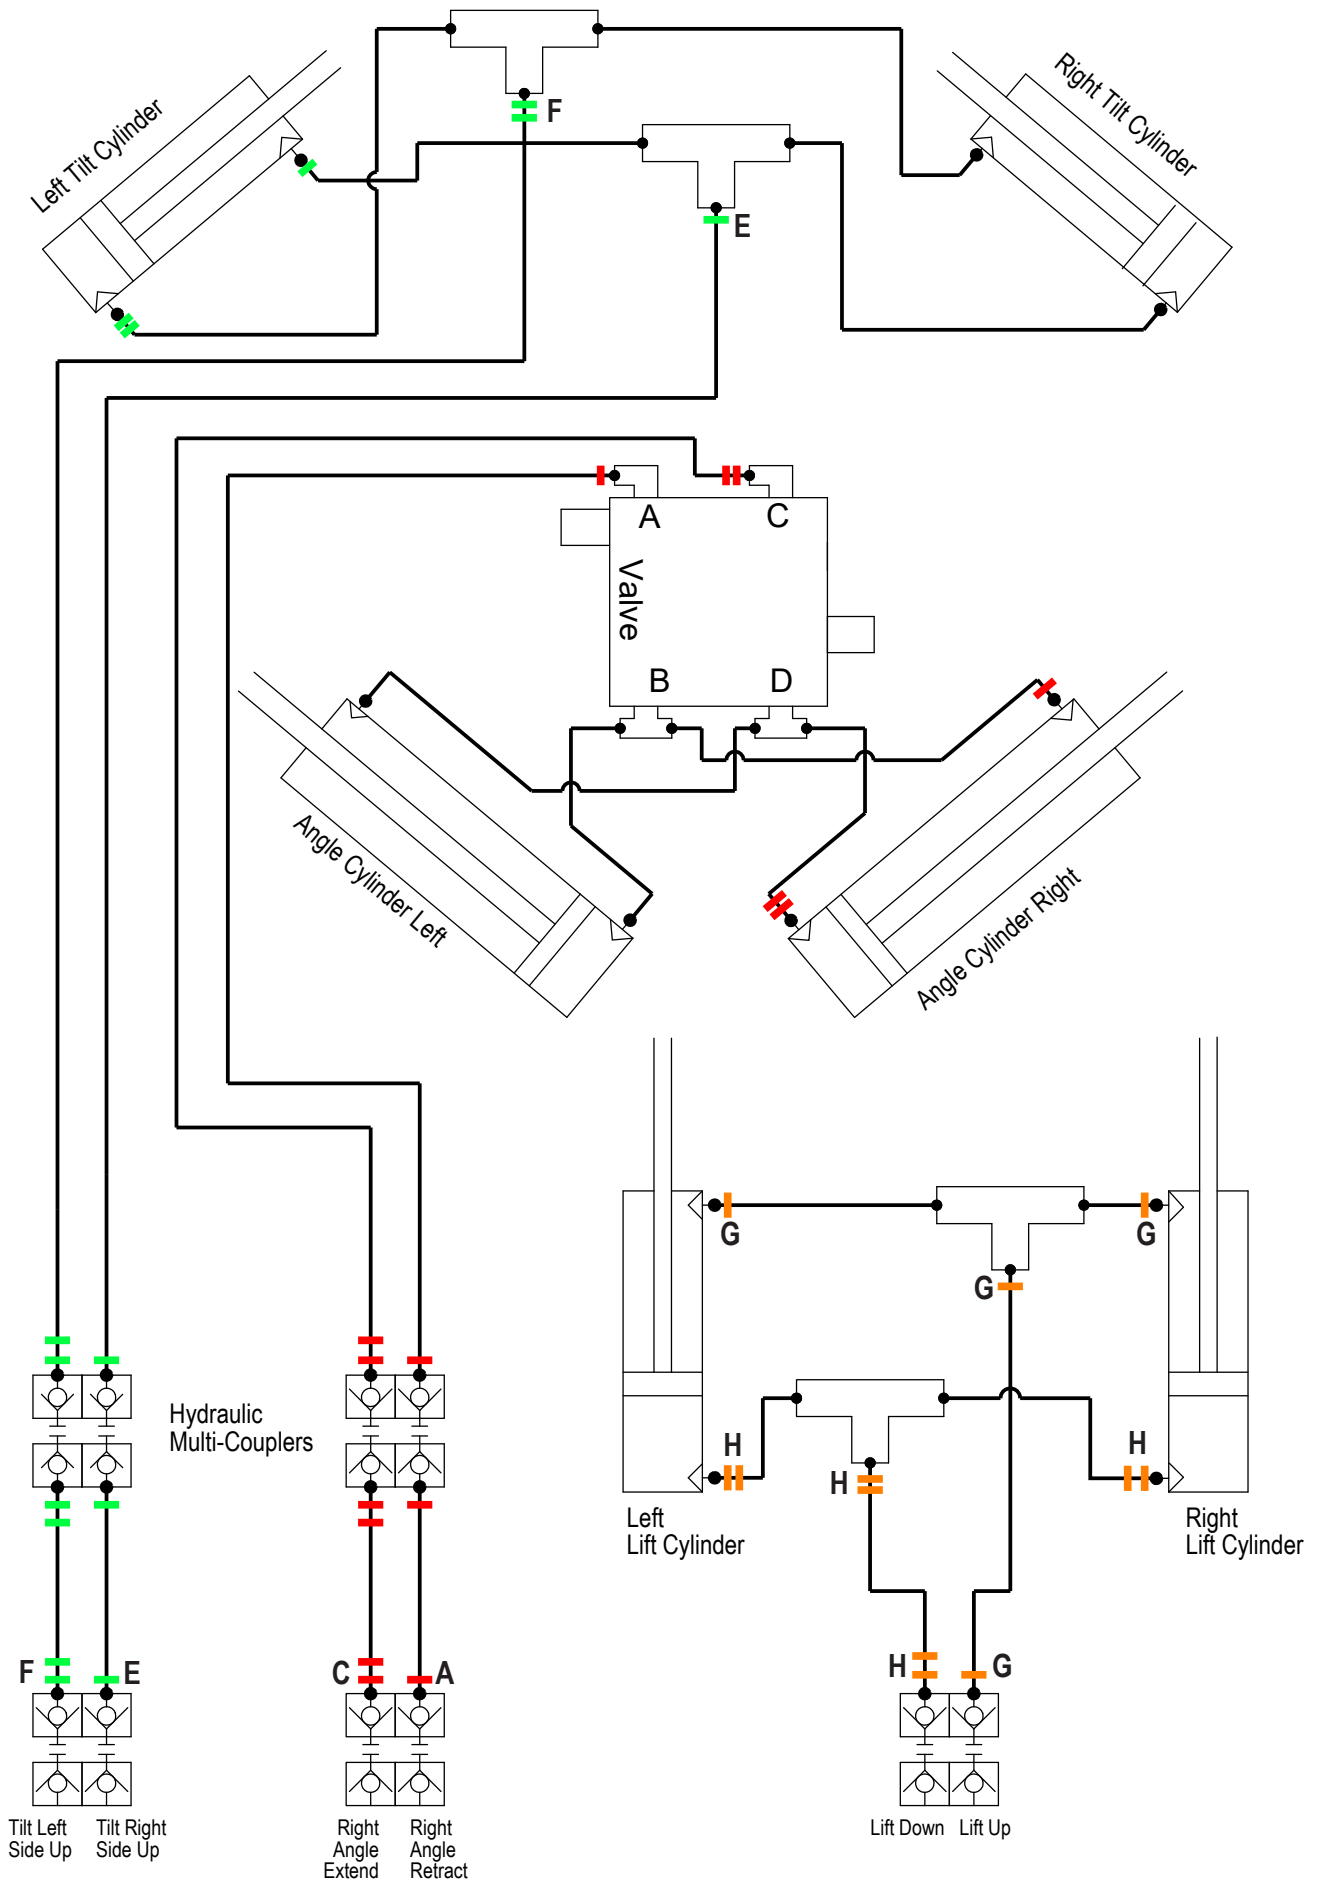 F
Left Tilt Cylinder
Right Tilt Cylinder
E
A
C
Valve
B
D
Angle Cylinder Left
Angle Cylinder Right
G
G
G
Hydraulic
Multi-Couplers
H
H
H
Left
Lift Cylinder
Right
Lift Cylinder
F
E
C
A
H
G
Tilt Left
Side Up
Tilt Right
Side Up
Right
Angle
Extend
Right
Angle
Retract
Lift Down
Lift Up